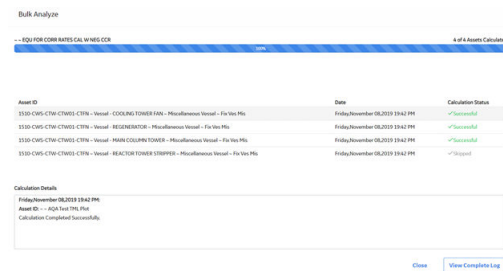 Bulk Analyze
~ ~ EQU FOR CORR RATES CAL W NEG CCR
4 of 4 Assets Calculate
100%
Asset ID Date Calculation Status
1510-CWS-CTW-CTW01-CTFN ~ Vessel - COOLING TOWER FAN ~ Miscellaneous Vessel ~ Fix Ves Mis Friday,November 08,2019 19:42 PM Successful
1510-CWS-CTW-CTW01-CTFN ~ Vessel - REGENERATOR ~ Miscellaneous Vessel ~ Fix Ves Mis Friday,November 08,2019 19:42 PM Successful
1510-CWS-CTW-CTW01-CTFN ~ Vessel - MAIN COLUMN TOWER ~ Miscellaneous Vessel ~ Fix Ves Mis Friday,November 08,2019 19:42 PM Successful
1510-CWS-CTW-CTW01-CTFN ~ Vessel - REACTOR TOWER STRIPPER ~ Miscellaneous Vessel ~ Fix Ves Mis Friday,November 08,2019 19:42 PM Skipped
Calculation Details
Friday,November 08,2019 19:42 PM:
Asset ID: ~ ~ AQA Test TML Plot
Calculation Completed Successfully.
Close View Complete Log